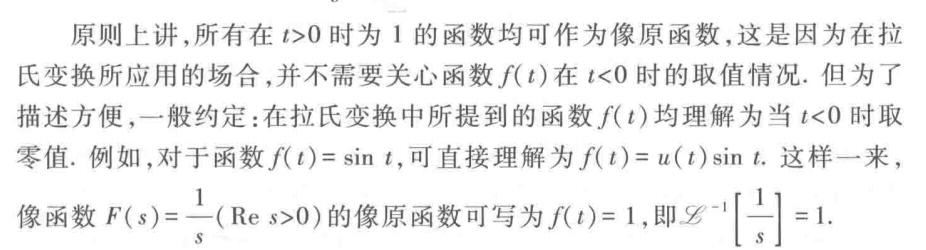 原则上讲,所有在 t>0 时为 1 的函数均可作为像原函数,这是因为在拉
氏变换所应用的场合,并不需要关心函数 f(t) 在 t<0 时的取值情况. 但为了
描述方便,一般约定:在拉氏变换中所提到的函数 f(t) 均理解为当 t<0 时取
零值. 例如,对于函数 f(t)= sin t,可直接理解为 f(t)= u(t)sin t. 这样一来,
像函数 F(s)= 1/s (Re s>0)的像原函数可写为 f(t)= 1,即ℒ⁻¹[1/s] = 1.